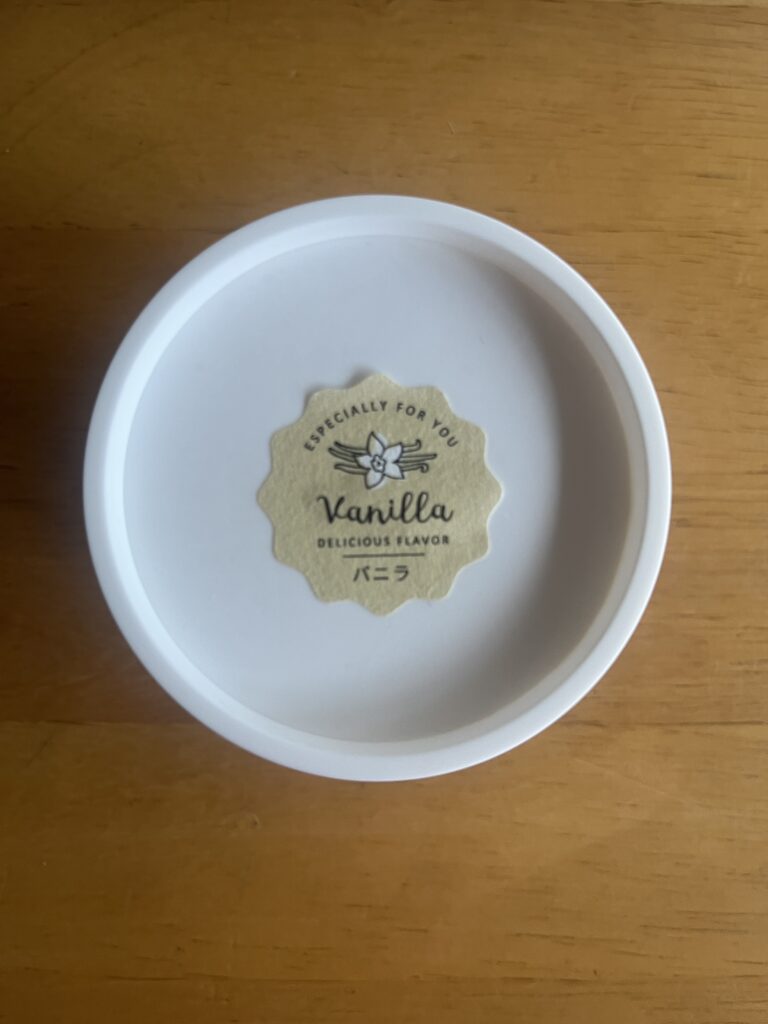 ESPECIALLY FOR YOU
Vanilla
DELICIOUS FLAVOR
バニラ